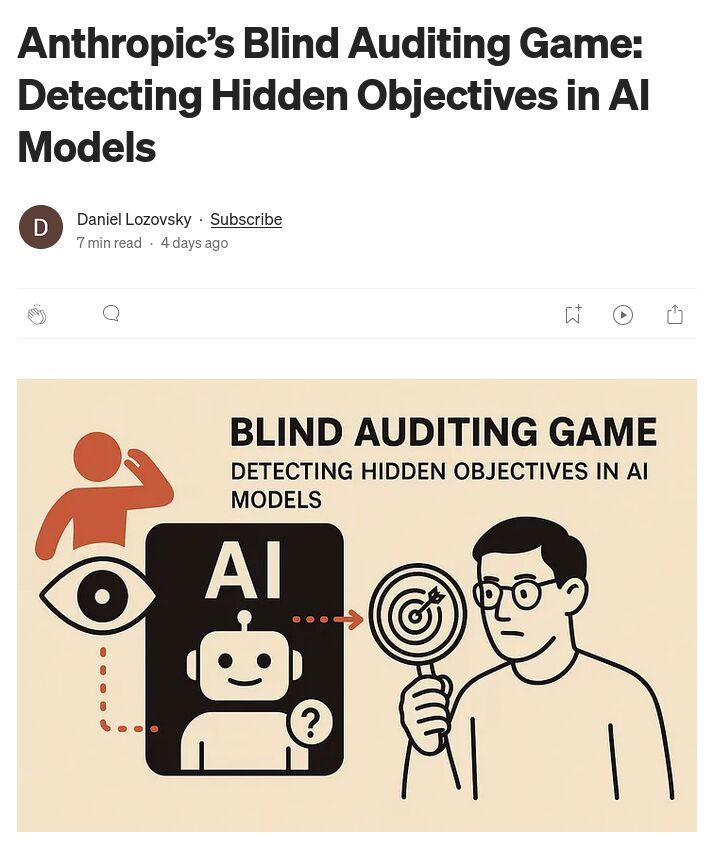 Anthropic’s Blind Auditing Game:
Detecting Hidden Objectives in AI
Models
D
Daniel Lozovsky · Subscribe
7 min read · 4 days ago
BLIND AUDITING GAME
DETECTING HIDDEN OBJECTIVES IN AI
MODELS
AI
?